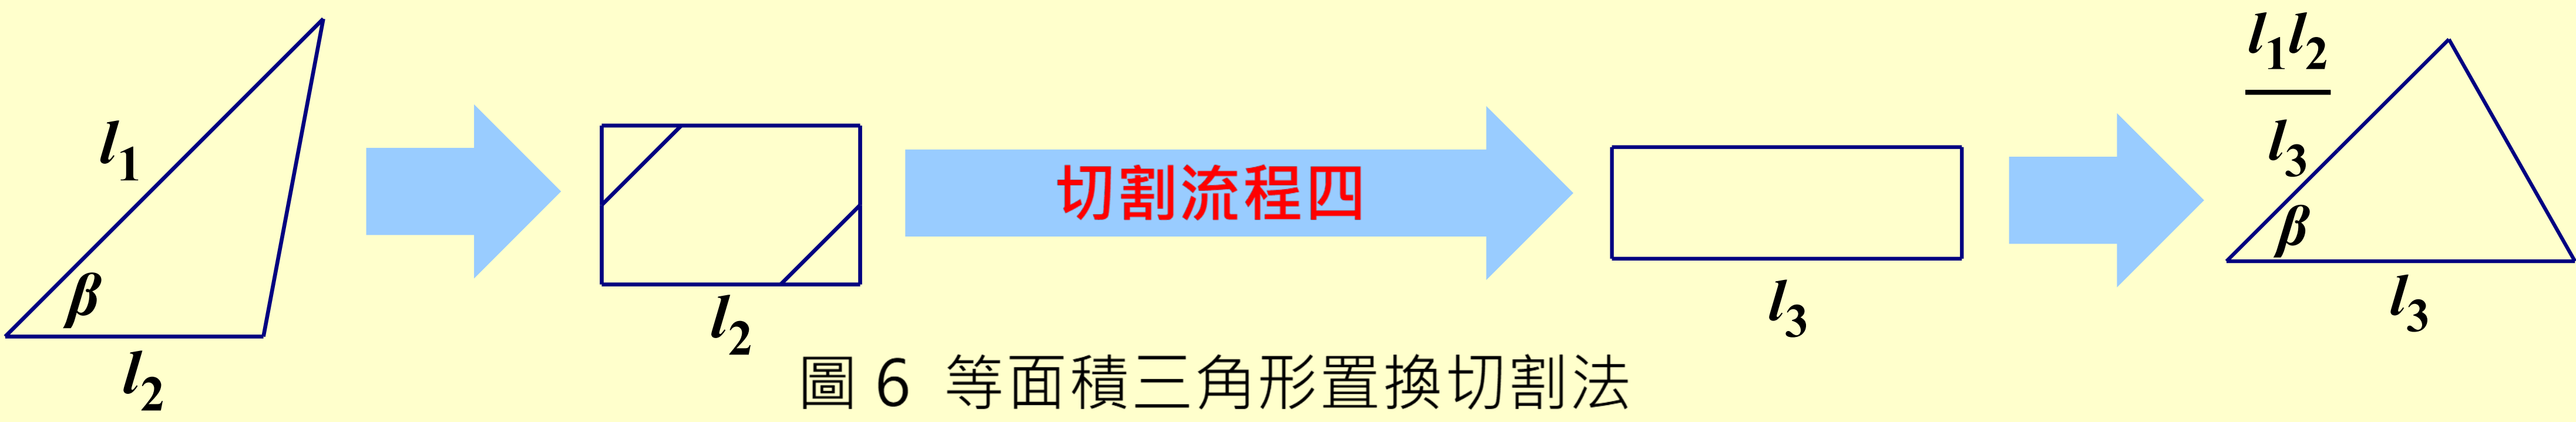 l₁
β
l₂
l₂
切割流程四
l₃
l₁l₂
l₃
β
l₃
圖 6 等面積三角形置換切割法